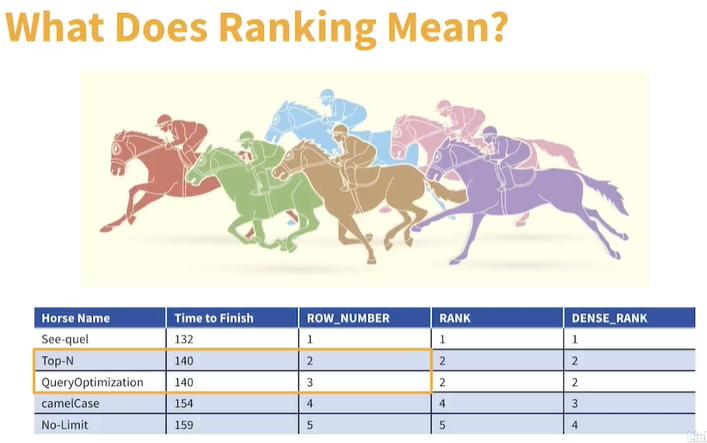 What Does Ranking Mean?
Horse Name Time to Finish ROW_NUMBER RANK DENSE_RANK
See-quel 132 1 1 1
Top-N 140 2 2 2
QueryOptimization 140 3 2 2
camelCase 154 4 4 3
No-Limit 159 5 5 4